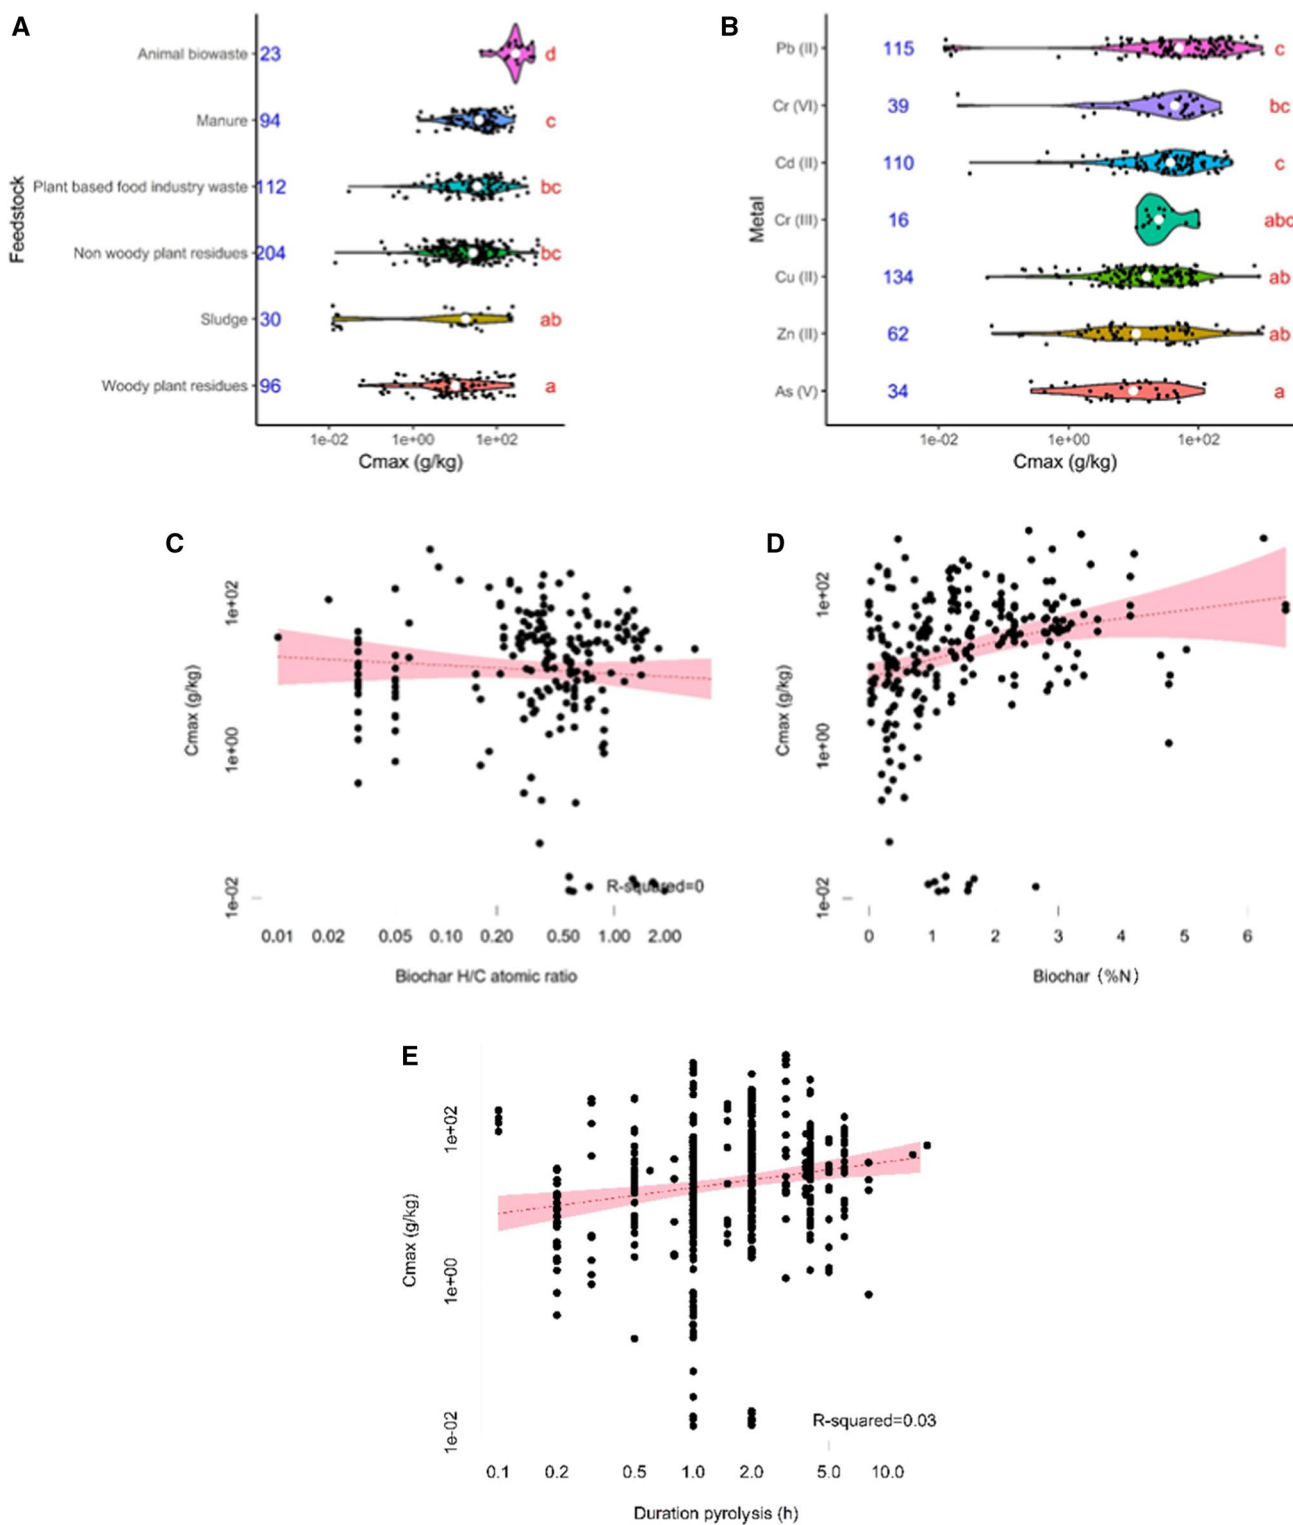 A
Feedstock
Animal biowaste 23 d
Manure 94 c
Plant based food industry waste 112 bc
Non woody plant residues 204 bc
Sludge 30 ab
Woody plant residues 96 a
1e-02 1e+00 1e+02
Cmax (g/kg)
B
Metal
Pb (II) 115 c
Cr (VI) 39 bc
Cd (II) 110 c
Cr (III) 16 abc
Cu (II) 134 ab
Zn (II) 62 ab
As (V) 34 a
1e-02 1e+00 1e+02
Cmax (g/kg)
C
Cmax (g/kg)
1e+02
1e+00
1e-02
R-squared=0
0.01 0.02 0.05 0.10 0.20 0.50 1.00 2.00
Biochar H/C atomic ratio
D
Cmax (g/kg)
1e+02
1e+00
1e-02
0 1 2 3 4 5 6
Biochar (%N)
E
Cmax (g/kg)
1e+02
1e+00
1e-02
R-squared=0.03
0.1 0.2 0.5 1.0 2.0 5.0 10.0
Duration pyrolysis (h)